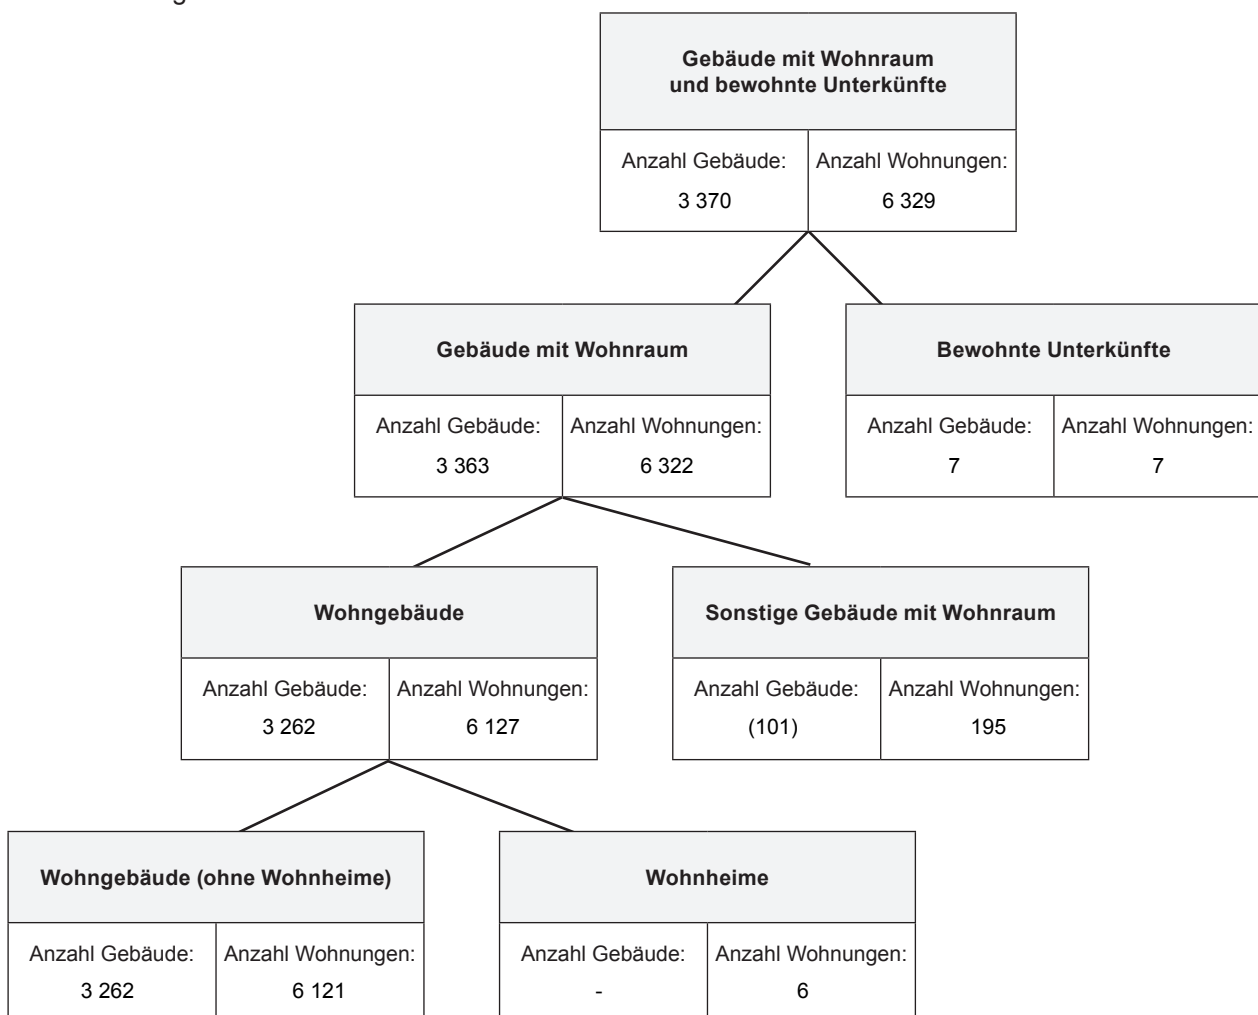 Gebäude mit Wohnraum
und bewohnte Unterkünfte
Anzahl Gebäude: Anzahl Wohnungen:
3 370 6 329
Gebäude mit Wohnraum Bewohnte Unterkünfte
Anzahl Gebäude: Anzahl Wohnungen: Anzahl Gebäude: Anzahl Wohnungen:
3 363 6 322 7 7
Wohngebäude Sonstige Gebäude mit Wohnraum
Anzahl Gebäude: Anzahl Wohnungen: Anzahl Gebäude: Anzahl Wohnungen:
3 262 6 127 (101) 195
Wohngebäude (ohne Wohnheime) Wohnheime
Anzahl Gebäude: Anzahl Wohnungen: Anzahl Gebäude: Anzahl Wohnungen:
3 262 6 121 - 6